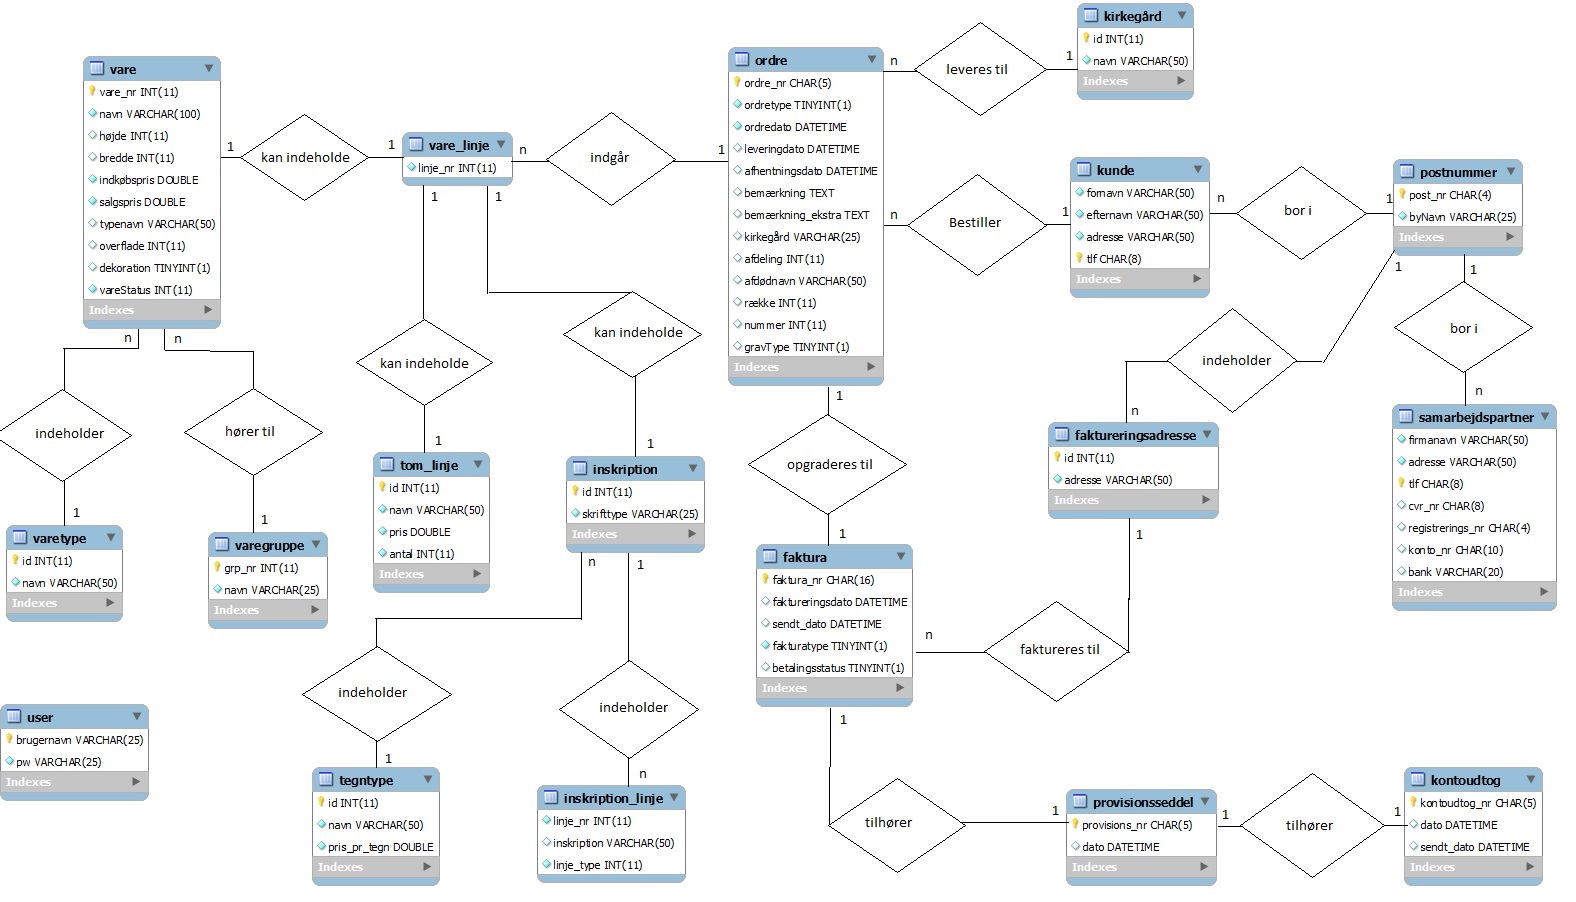 vare
vare_nr INT(11)
navn VARCHAR(100)
højde INT(11)
bredde INT(11)
indkøbspris DOUBLE
salgspris DOUBLE
typenavn VARCHAR(50)
overflade INT(11)
dekoration TINYINT(1)
vareStatus INT(11)
Indexes
1
kan indeholde
1
vare_linje
linje_nr INT(11)
n
indgår
1
ordre
ordre_nr CHAR(5)
ordretype TINYINT(1)
ordredato DATETIME
leveringdato DATETIME
afhentningsdato DATETIME
bemærkning TEXT
bemærkning_ekstra TEXT
kirkegård VARCHAR(25)
afdeling INT(11)
afdødnavn VARCHAR(50)
række INT(11)
nummer INT(11)
gravType TINYINT(1)
Indexes
n
leveres til
1
kirkegård
id INT(11)
navn VARCHAR(50)
Indexes
n
Bestiller
1
kunde
fornavn VARCHAR(50)
efternavn VARCHAR(50)
adresse VARCHAR(50)
tlf CHAR(8)
Indexes
n
bor i
1
postnummer
post_nr CHAR(4)
byNavn VARCHAR(25)
Indexes
1
1
bor i
n
indeholder
n
samarbejdspartner
firmanavn VARCHAR(50)
adresse VARCHAR(50)
tlf CHAR(8)
cvr_nr CHAR(8)
registrerings_nr CHAR(4)
konto_nr CHAR(10)
bank VARCHAR(20)
Indexes
faktureringsadresse
id INT(11)
adresse VARCHAR(50)
Indexes
1
n
indeholder
1
n
hører til
1
varetype
id INT(11)
navn VARCHAR(50)
Indexes
varegruppe
grp_nr INT(11)
navn VARCHAR(25)
Indexes
1
kan indeholde
1
1
kan indeholde
1
tom_linje
id INT(11)
navn VARCHAR(50)
pris DOUBLE
antal INT(11)
Indexes
inskription
id INT(11)
skrifttype VARCHAR(25)
Indexes
1
opgraderes til
1
faktura
faktura_nr CHAR(16)
faktureringsdato DATETIME
sendt_dato DATETIME
fakturatype TINYINT(1)
betalingsstatus TINYINT(1)
Indexes
n
faktureres til
n
indeholder
1
1
indeholder
n
user
brugernavn VARCHAR(25)
pw VARCHAR(25)
Indexes
tegntype
id INT(11)
navn VARCHAR(50)
pris_pr_tegn DOUBLE
Indexes
inskription_linje
linje_nr INT(11)
inskription VARCHAR(50)
linje_type INT(11)
1
tilhører
1
provisionsseddel
provisions_nr CHAR(5)
dato DATETIME
Indexes
1
tilhører
1
kontoudtog
kontoudtog_nr CHAR(5)
dato DATETIME
sendt_dato DATETIME
Indexes